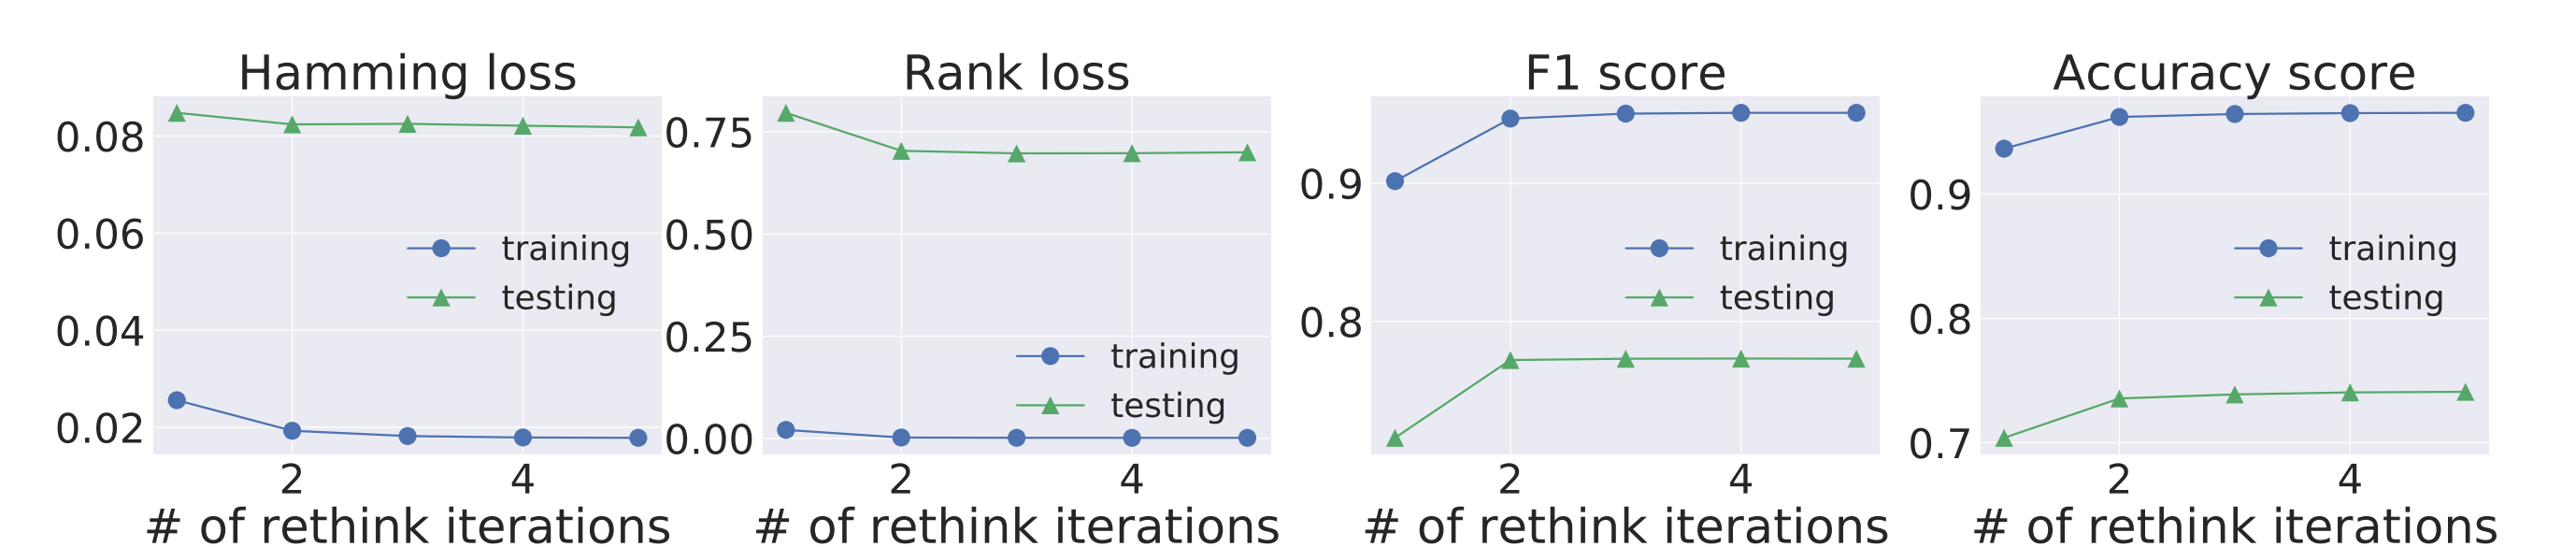 Hamming loss
0.08
0.06
0.04
0.02
training
testing
2 4
# of rethink iterations
Rank loss
0.75
0.50
0.25
0.00
training
testing
2 4
# of rethink iterations
F1 score
0.9
0.8
training
testing
2 4
# of rethink iterations
Accuracy score
0.9
0.8
0.7
training
testing
2 4
# of rethink iterations